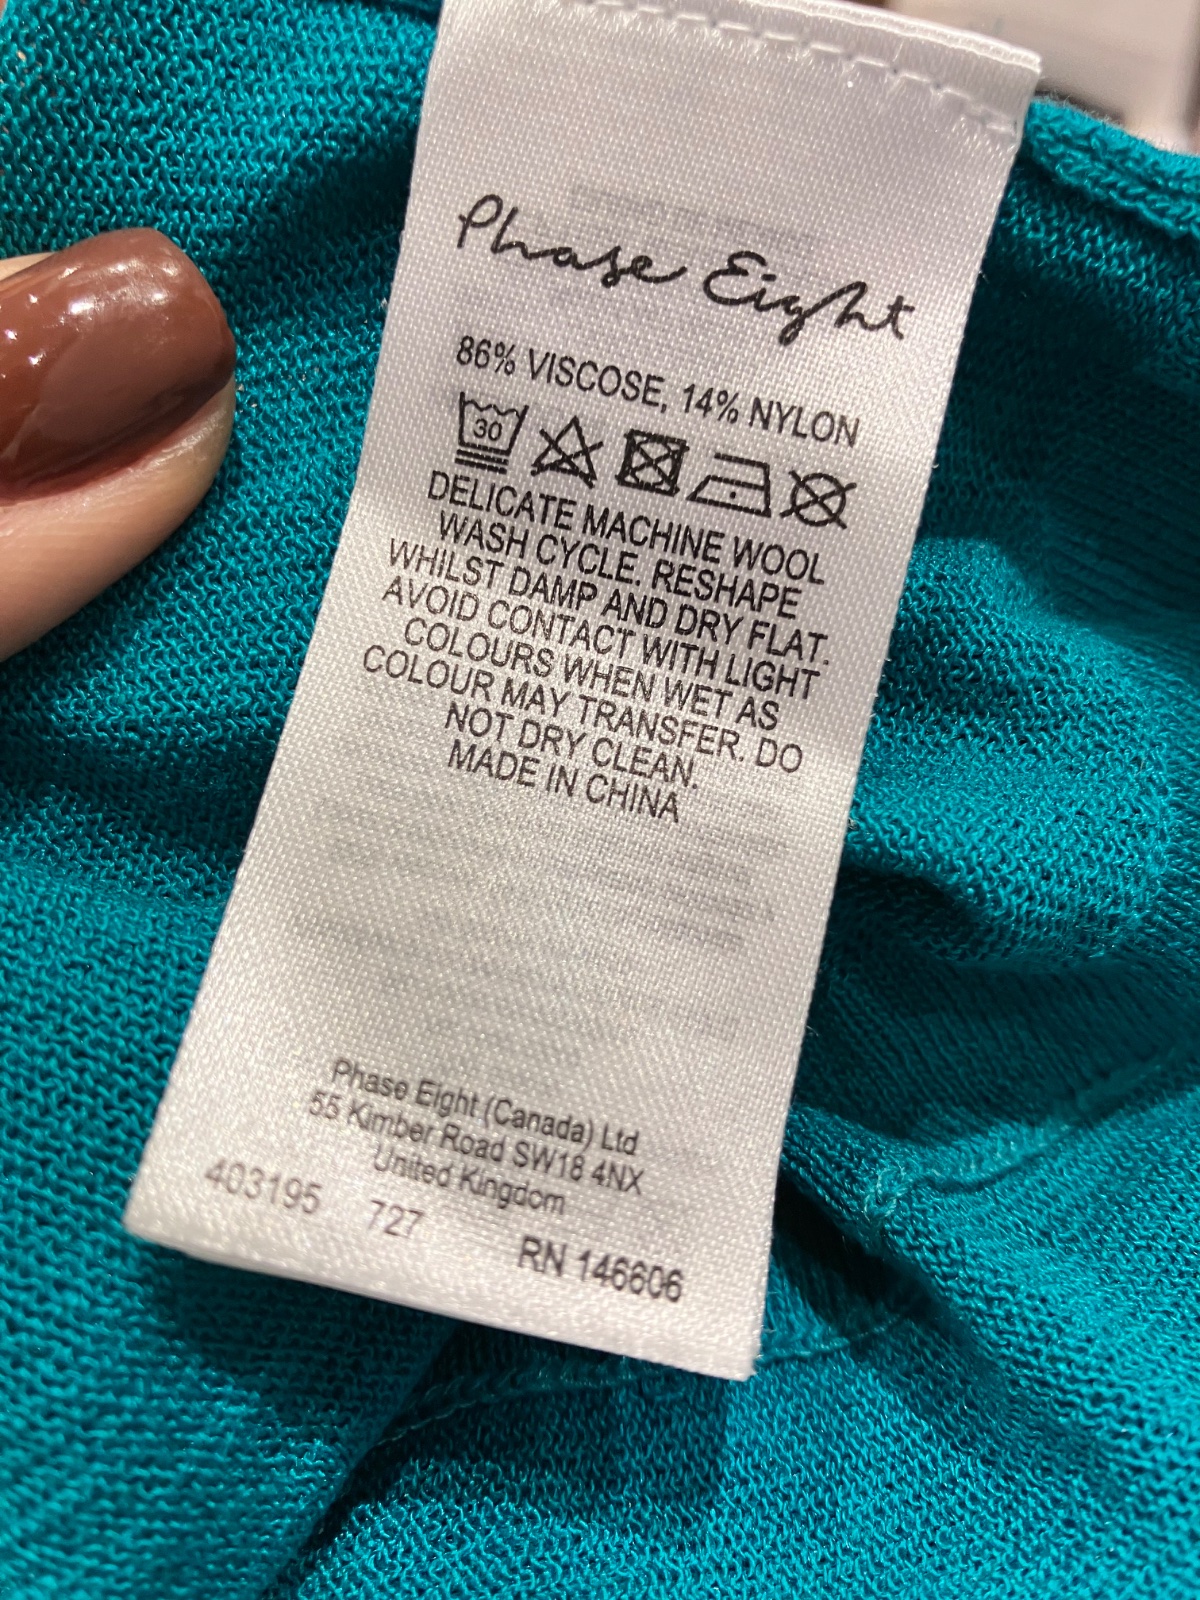 Phase Eight
86% VISCOSE, 14% NYLON
30
DELICATE MACHINE WOOL
WASH CYCLE. RESHAPE
WHILST DAMP AND DRY FLAT.
AVOID CONTACT WITH LIGHT
COLOURS WHEN WET AS
COLOUR MAY TRANSFER. DO
NOT DRY CLEAN.
MADE IN CHINA
Phase Eight (Canada) Ltd
55 Kimber Road SW18 4NX
United Kingdom
403195 727
RN 146606